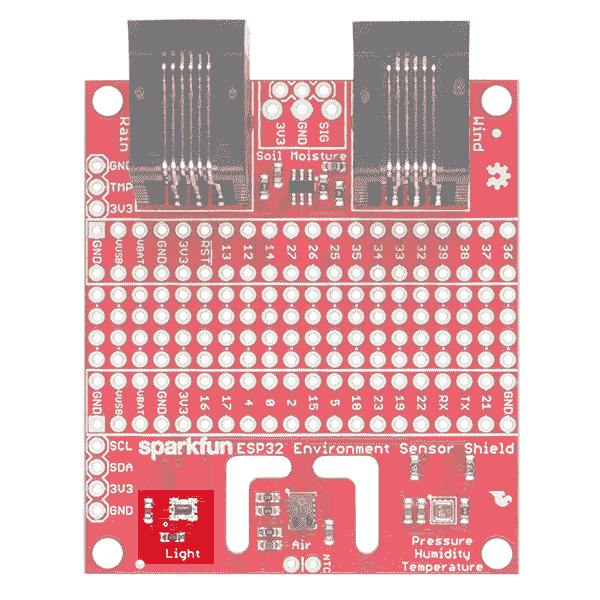 Rain
3V3
GND
SIG
Wind
Soil Moisture
GND
TMP
3V3
GND VUSB VBAT GND 3V3 RST 13 12 14 27 26 25 35 34 33 32 39 38 37 36
GND VUSB VBAT GND 3V3 16 17 4 0 2 15 5 18 23 19 22 RX TX 21 GND
SCL
SDA
3V3
GND
sparkfun ESP32 Environment Sensor Shield
Light
Air
NTC
Pressure
Humidity
Temperature